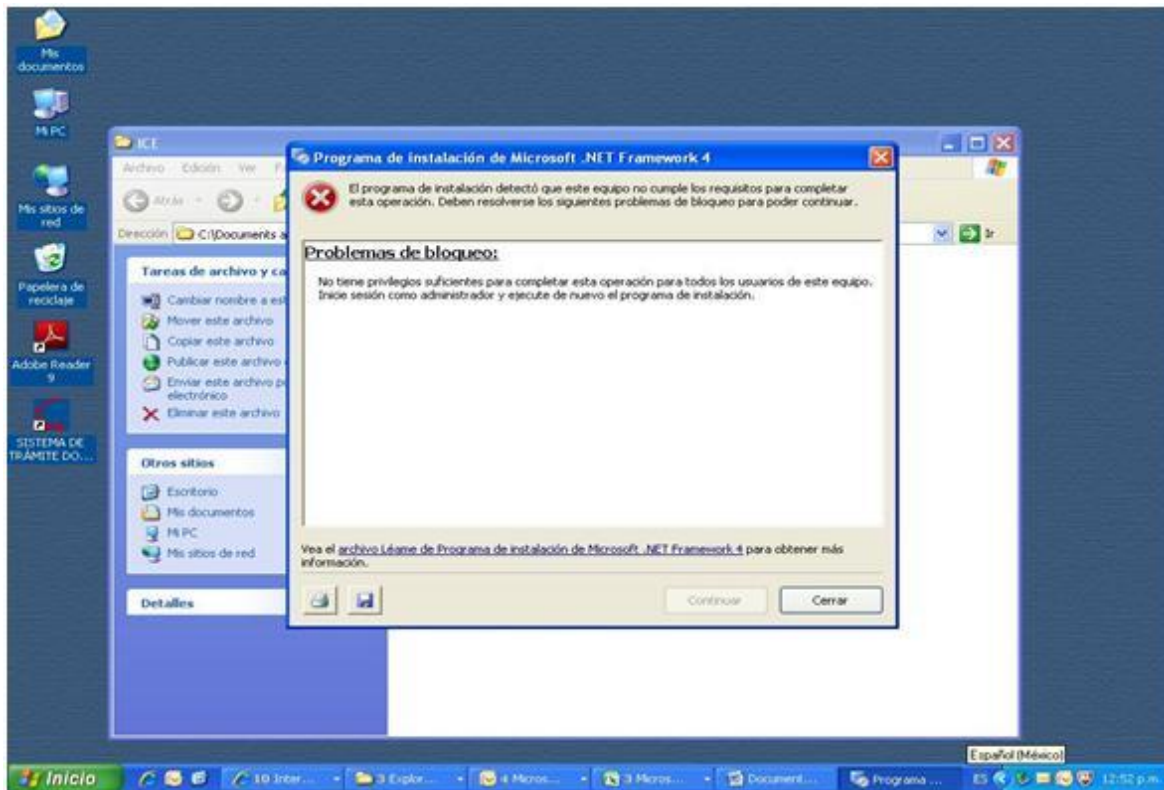 Mis
documentos
Mi PC
Mis sitios de
red
Papelera de
reciclaje
Adobe Reader
9
SISTEMA DE
TRÁMITE DO...
ICE
Archivo Edición Ver
Atrás
Dirección C:\Documents a
Ir
Tareas de archivo y ca
Cambiar nombre a est
Mover este archivo
Copiar este archivo
Publicar este archivo
Enviar este archivo p
electrónico
Eliminar este archivo
Otros sitios
Escritorio
Mis documentos
Mi PC
Mis sitios de red
Detalles
Programa de instalación de Microsoft .NET Framework 4
El programa de instalación detectó que este equipo no cumple los requisitos para completar
esta operación. Deben resolverse los siguientes problemas de bloqueo para poder continuar.
Problemas de bloqueo:
No tiene privilegios suficientes para completar esta operación para todos los usuarios de este equipo.
Inicie sesión como administrador y ejecute de nuevo el programa de instalación.
Vea el archivo Léame de Programa de instalación de Microsoft .NET Framework 4 para obtener más
información.
Continuar
Cerrar
Español (México)
Inicio
10 Inter...
3 Explor...
4 Micros...
3 Micros...
Document...
Programa ...
ES
12:52 p.m.